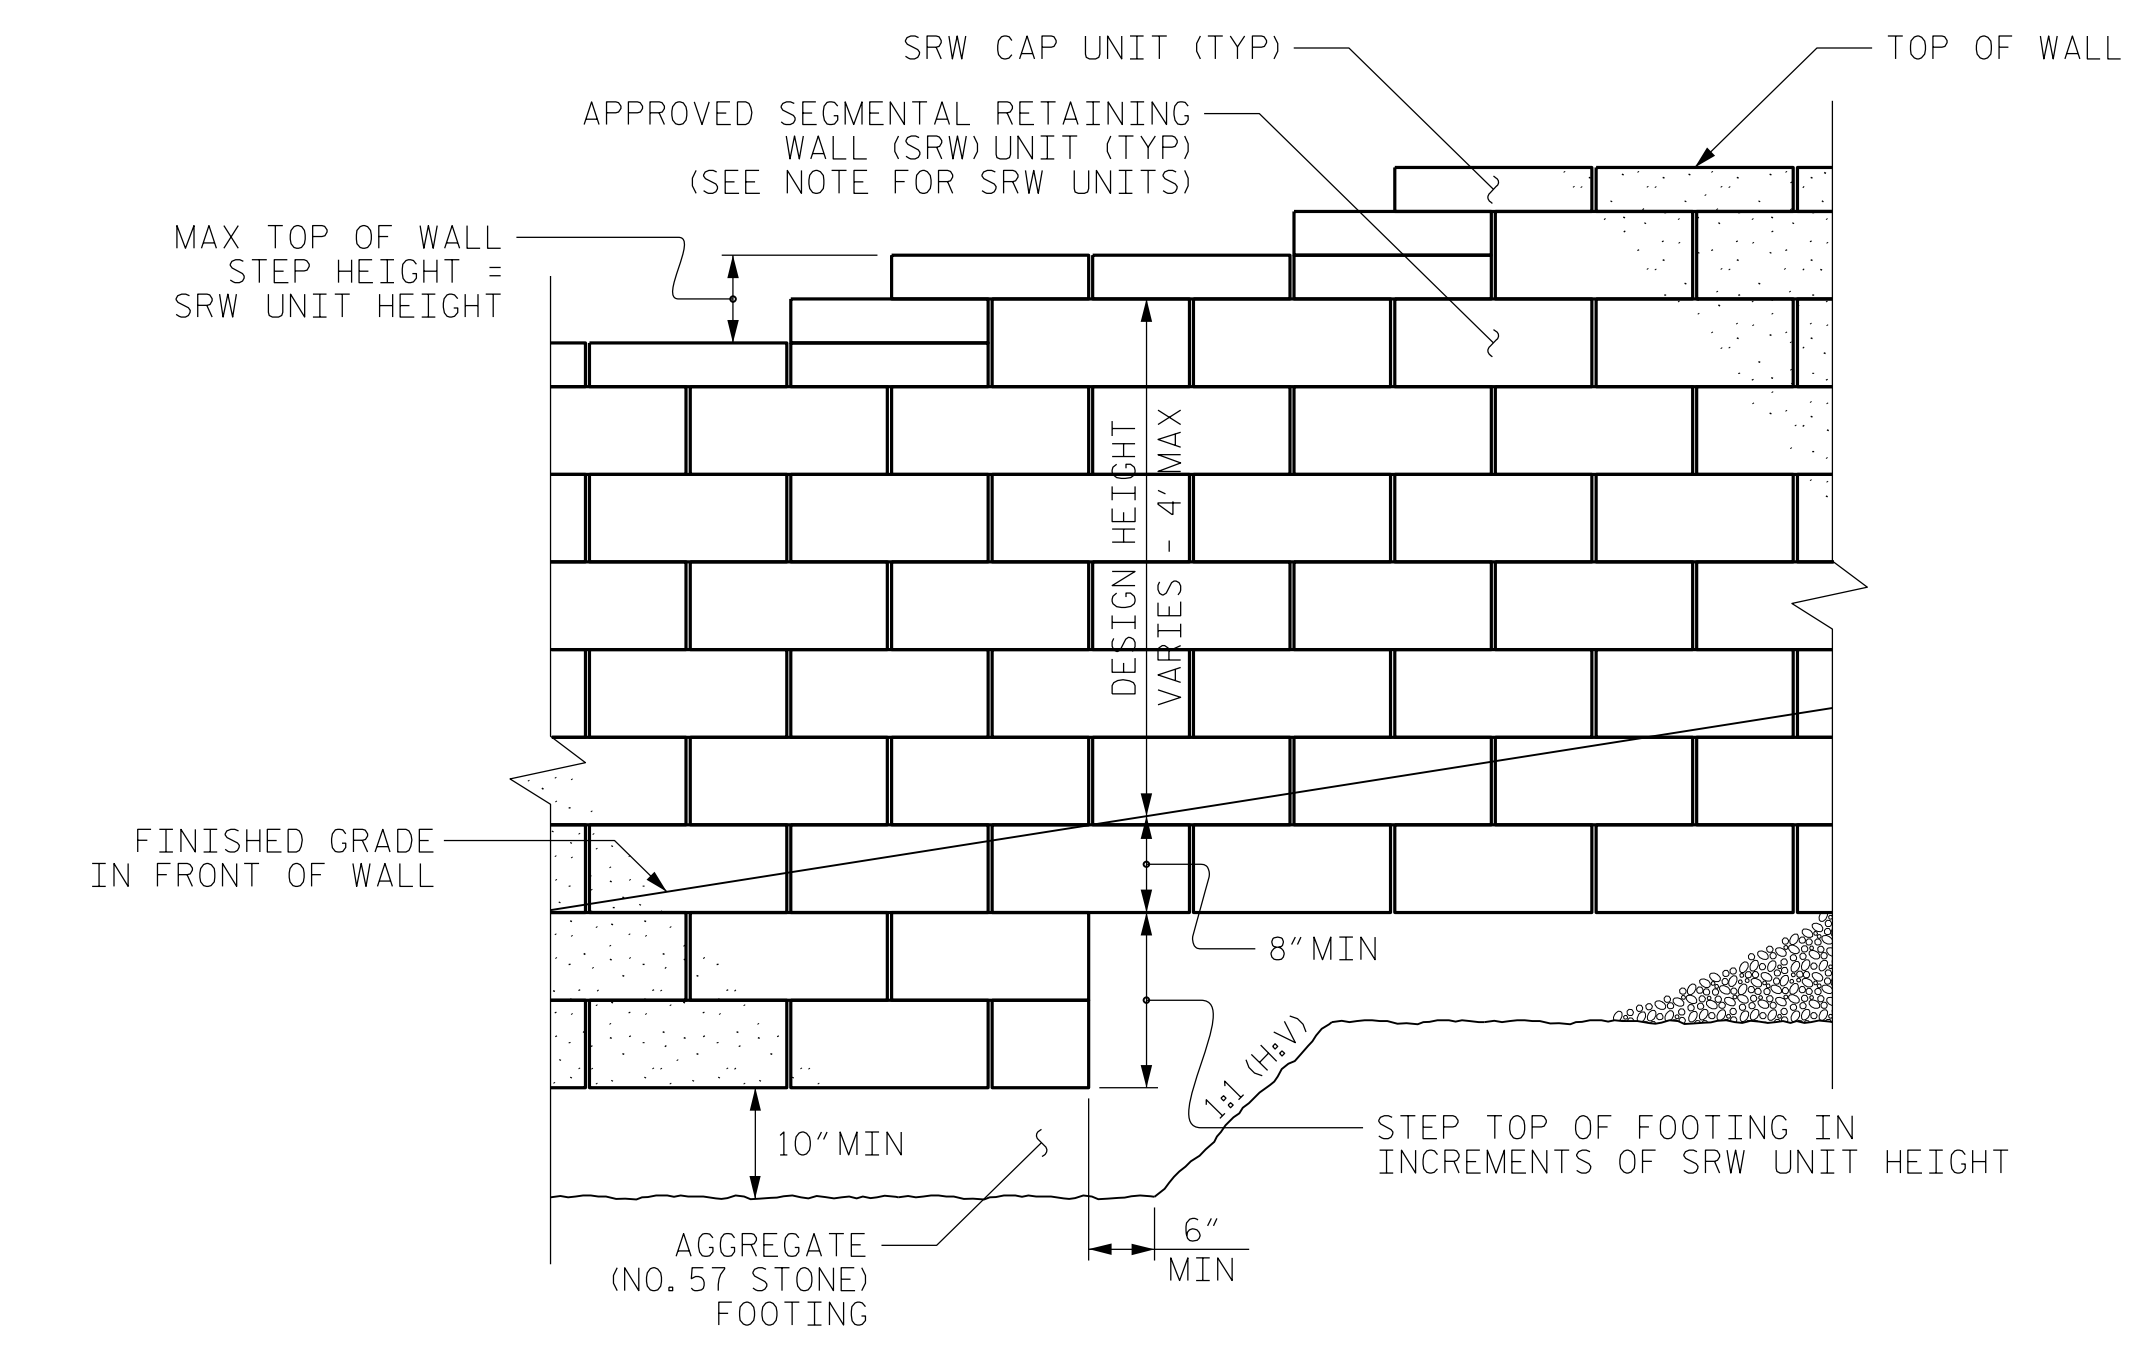 SRW CAP UNIT (TYP)
TOP OF WALL
APPROVED SEGMENTAL RETAINING
WALL (SRW) UNIT (TYP)
(SEE NOTE FOR SRW UNITS)
MAX TOP OF WALL
STEP HEIGHT =
SRW UNIT HEIGHT
DESIGN HEIGHT
VARIES - 4' MAX
FINISHED GRADE
IN FRONT OF WALL
8" MIN
1:1 (H:V)
STEP TOP OF FOOTING IN
INCREMENTS OF SRW UNIT HEIGHT
10" MIN
6"
MIN
AGGREGATE
(NO. 57 STONE)
FOOTING